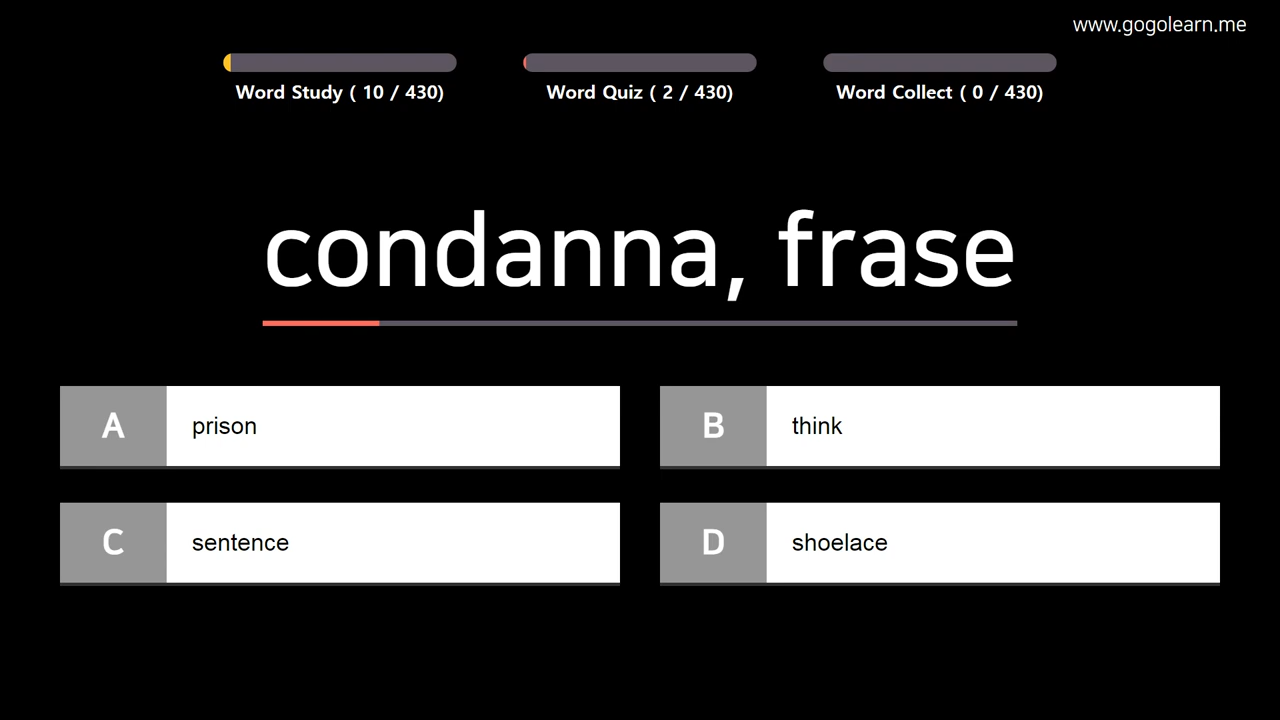 www.gogolearn.me
Word Study ( 10 / 430)
Word Quiz ( 2 / 430)
Word Collect ( 0 / 430)
condanna, frase
A prison
B think
C sentence
D shoelace